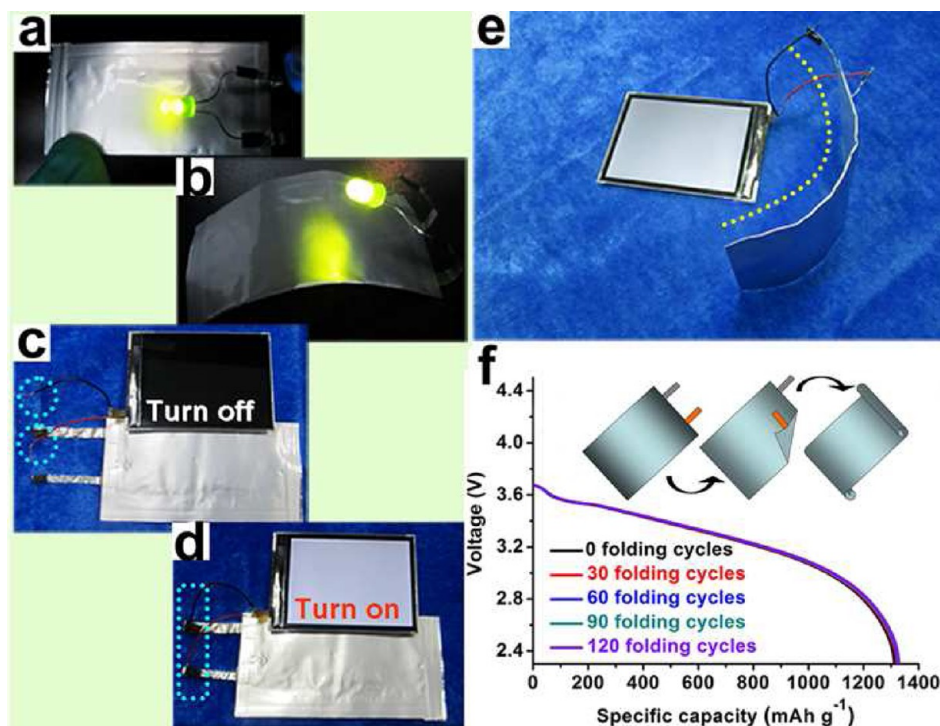 a
b
c
Turn off
d
Turn on
e
f
4.4
4.0
3.6
3.2
2.8
2.4
Voltage (V)
0 folding cycles
30 folding cycles
60 folding cycles
90 folding cycles
120 folding cycles
0 200 400 600 800 1000 1200 1400
Specific capacity (mAh g⁻¹)